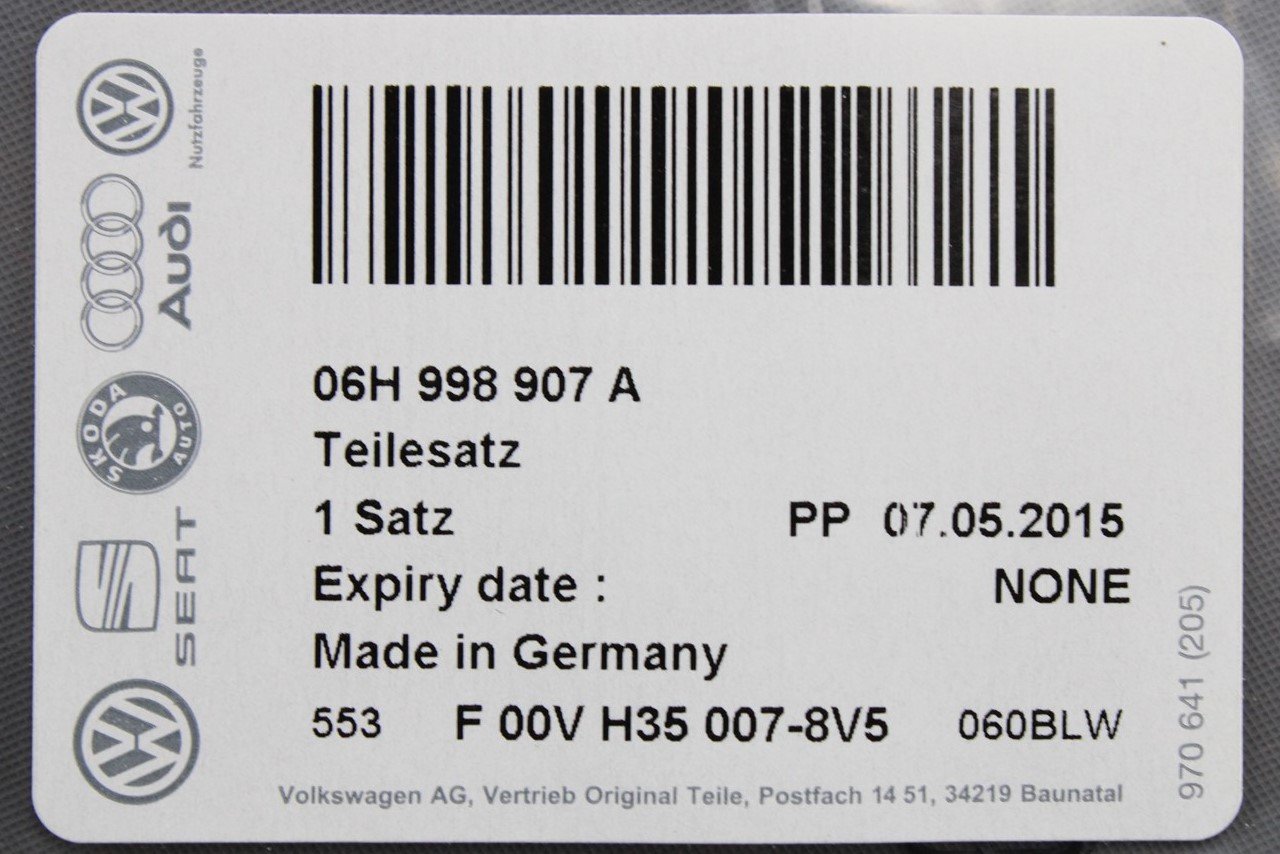 Nutzfahrzeuge
Audi
SKODA AUTO
SEAT
06H 998 907 A
Teilesatz
1 Satz PP 07.05.2015
Expiry date : NONE
Made in Germany
553 F 00V H35 007-8V5 060BLW
Volkswagen AG, Vertrieb Original Teile, Postfach 14 51, 34219 Baunatal
970 641 (205)